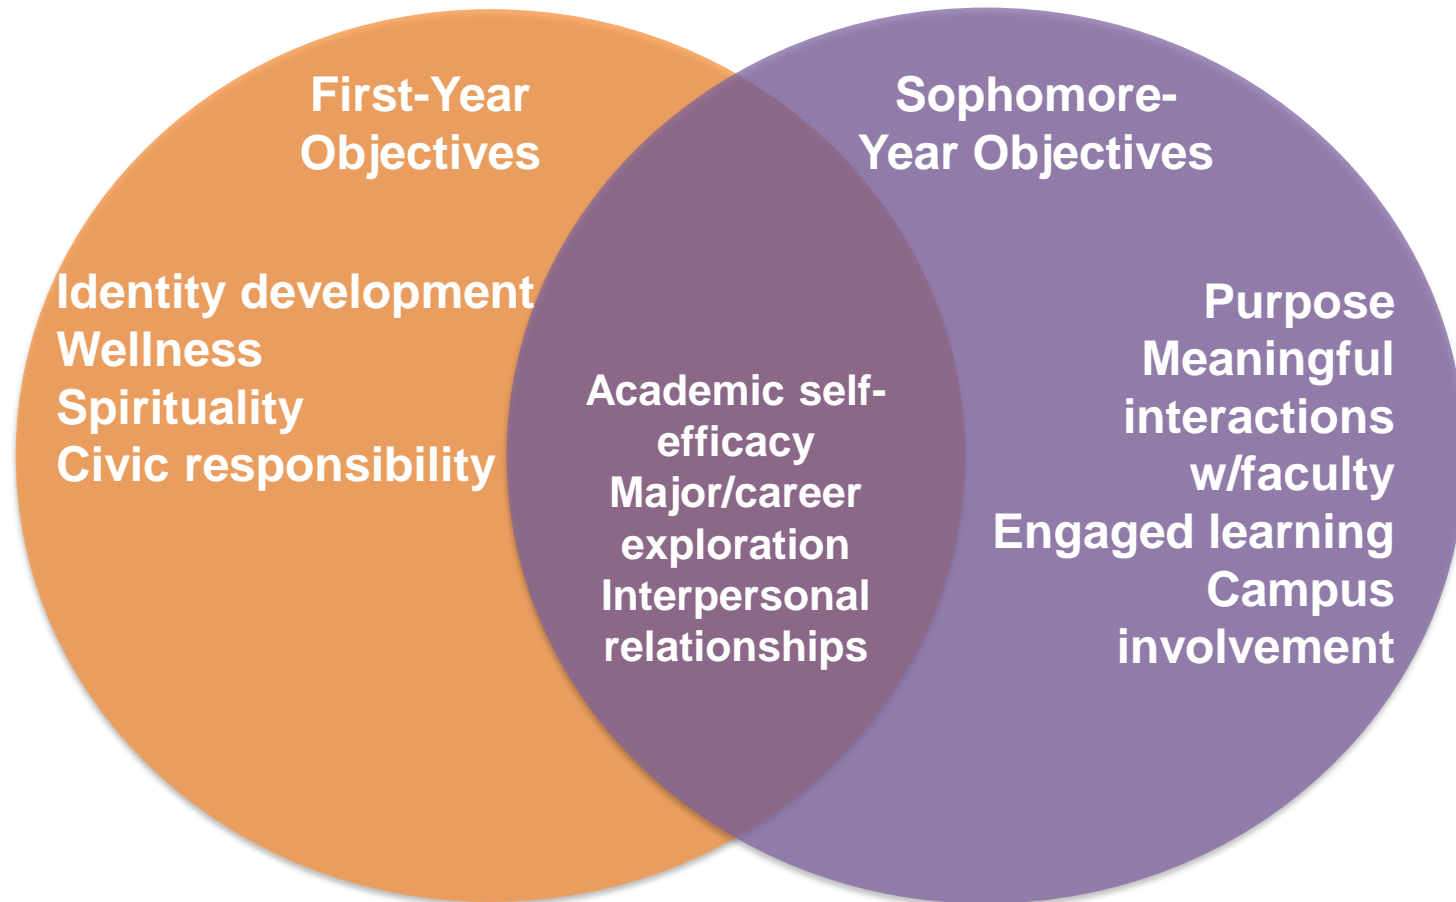 First-Year
Objectives
Identity development
Wellness
Spirituality
Civic responsibility
Academic self-
efficacy
Major/career
exploration
Interpersonal
relationships
Sophomore-
Year Objectives
Purpose
Meaningful
interactions
w/faculty
Engaged learning
Campus
involvement